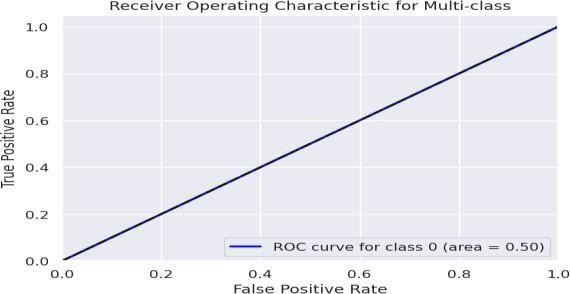 Receiver Operating Characteristic for Multi-class
True Positive Rate
1.0
0.8
0.6
0.4
0.2
0.0
ROC curve for class 0 (area = 0.50)
0.0 0.2 0.4 0.6 0.8 1.0
False Positive Rate